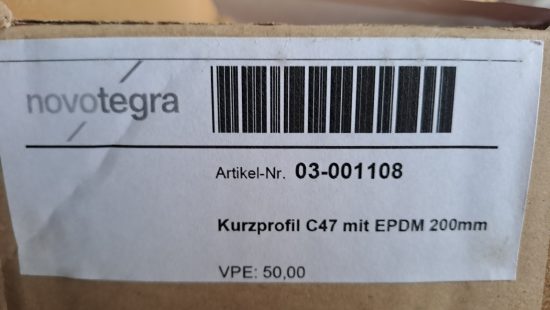 novotegra
Artikel-Nr. 03-001108
Kurzprofil C47 mit EPDM 200mm
VPE: 50,00